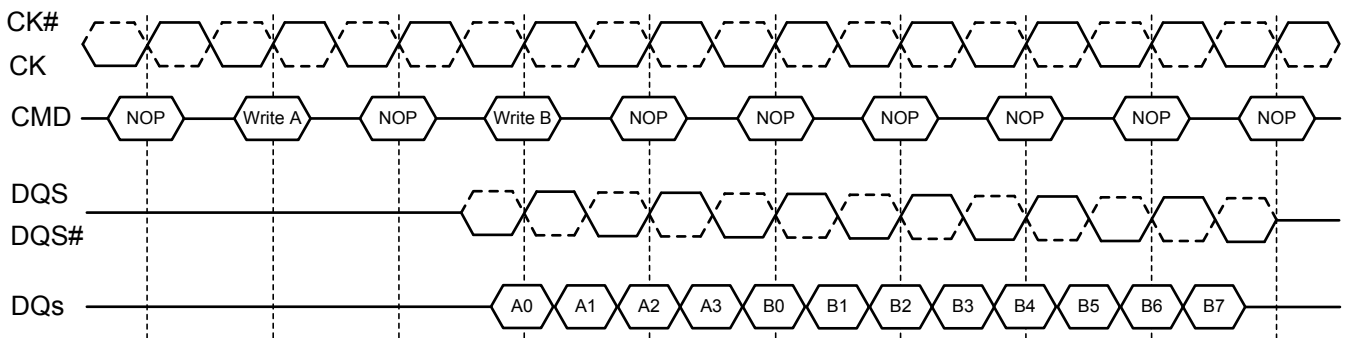 CK#
CK
CMD NOP Write A NOP Write B NOP NOP NOP NOP NOP NOP
DQS
DQS#
DQs A0 A1 A2 A3 B0 B1 B2 B3 B4 B5 B6 B7